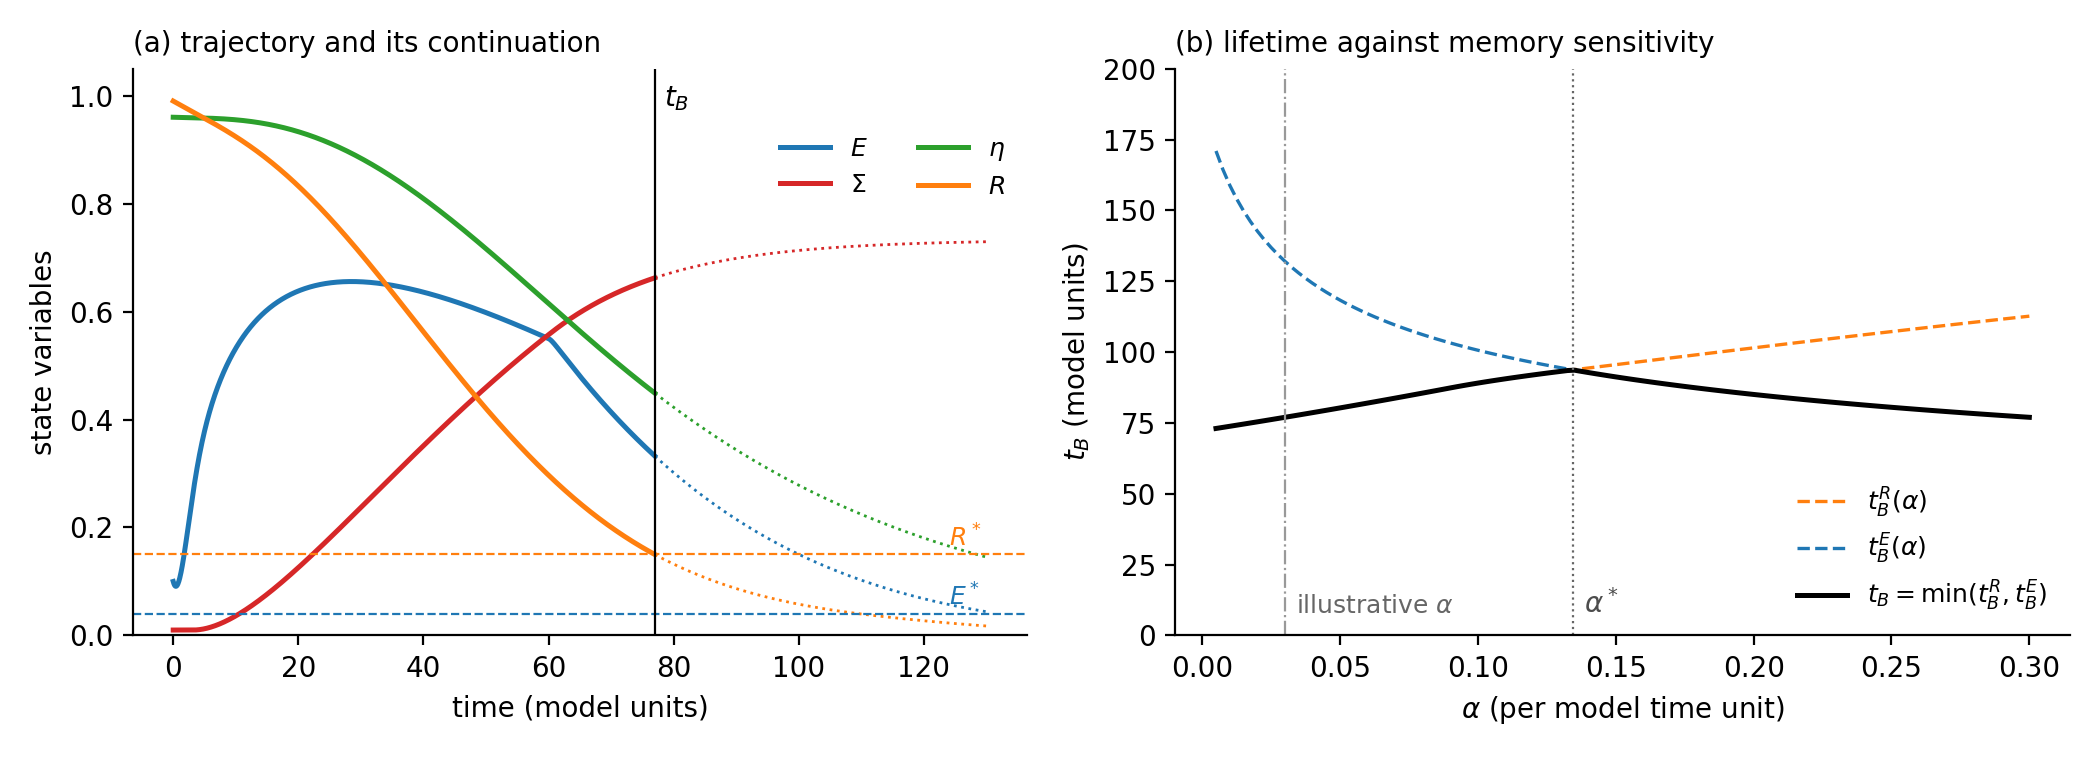 (a) trajectory and its continuation
1.0
0.8
0.6
0.4
0.2
0.0
state variables
t_B
E
Σ
η
R
R*
E*
0 20 40 60 80 100 120
time (model units)
(b) lifetime against memory sensitivity
200
175
150
125
100
75
50
25
0
t_B (model units)
illustrative α
α*
t_B^R(α)
t_B^E(α)
t_B = min(t_B^R, t_B^E)
0.00 0.05 0.10 0.15 0.20 0.25 0.30
α (per model time unit)